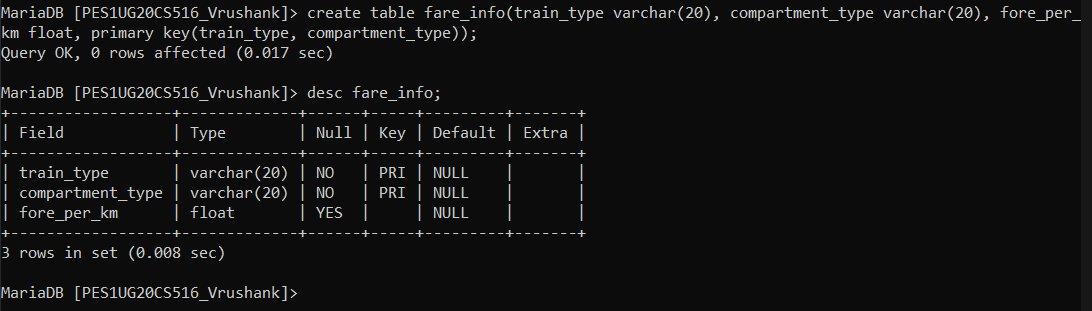 MariaDB [PES1UG20CS516_Vrushank]> create table fare_info(train_type varchar(20), compartment_type varchar(20), fore_per_
km float, primary key(train_type, compartment_type));
Query OK, 0 rows affected (0.017 sec)

MariaDB [PES1UG20CS516_Vrushank]> desc fare_info;
+------------------+-------------+------+-----+---------+-------+
| Field            | Type        | Null | Key | Default | Extra |
+------------------+-------------+------+-----+---------+-------+
| train_type       | varchar(20) | NO   | PRI | NULL    |       |
| compartment_type | varchar(20) | NO   | PRI | NULL    |       |
| fore_per_km      | float       | YES  |     | NULL    |       |
+------------------+-------------+------+-----+---------+-------+
3 rows in set (0.008 sec)

MariaDB [PES1UG20CS516_Vrushank]>